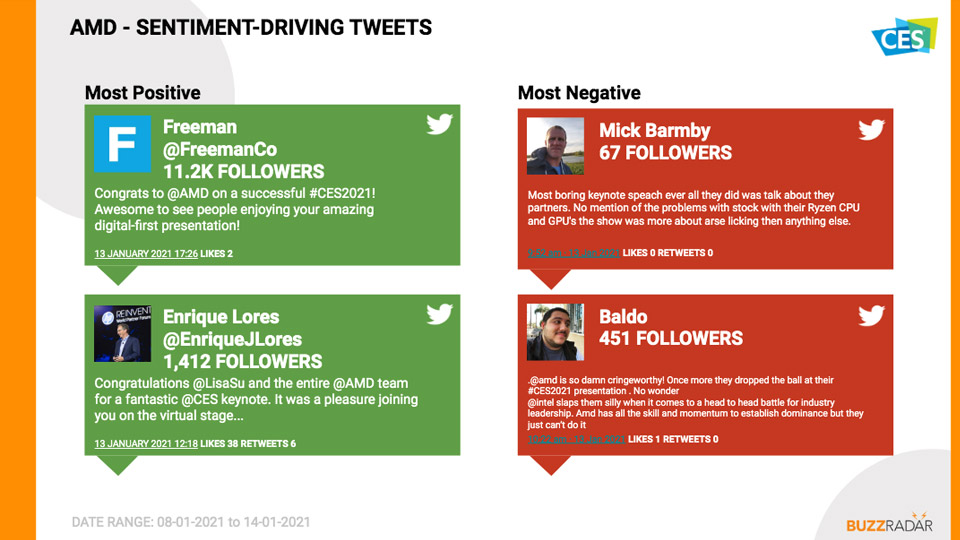 AMD - SENTIMENT-DRIVING TWEETS
CES
Most Positive
F
Freeman
@FreemanCo
11.2K FOLLOWERS
Congrats to @AMD on a successful #CES2021!
Awesome to see people enjoying your amazing
digital-first presentation!
13 JANUARY 2021 17:26 LIKES 2
REINVENT
World Partner Forum
Enrique Lores
@EnriqueJLores
1,412 FOLLOWERS
Congratulations @LisaSu and the entire @AMD team
for a fantastic @CES keynote. It was a pleasure joining
you on the virtual stage...
13 JANUARY 2021 12:18 LIKES 38 RETWEETS 6
Most Negative
Mick Barmby
67 FOLLOWERS
Most boring keynote speach ever all they did was talk about they
partners. No mention of the problems with stock with their Ryzen CPU
and GPU's the show was more about arse licking then anything else.
LIKES 0 RETWEETS 0
Baldo
451 FOLLOWERS
.@amd is so damn cringeworthy! Once more they dropped the ball at their
#CES2021 presentation . No wonder
@intel slaps them silly when it comes to a head to head battle for industry
leadership. Amd has all the skill and momentum to establish dominance but they
just can't do it
LIKES 1 RETWEETS 0
DATE RANGE: 08-01-2021 to 14-01-2021
BUZZRADAR